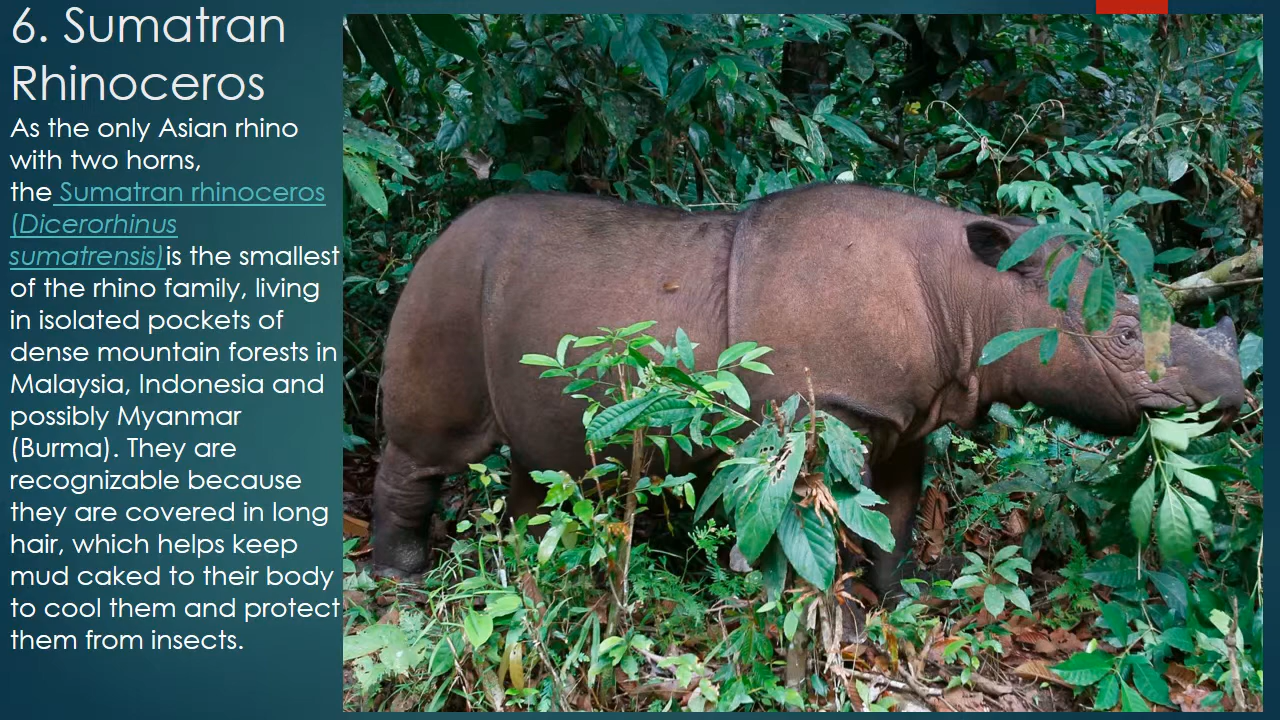 6. Sumatran
Rhinoceros
As the only Asian rhino
with two horns,
the Sumatran rhinoceros
(Dicerorhinus
sumatrensis)is the smallest
of the rhino family, living
in isolated pockets of
dense mountain forests in
Malaysia, Indonesia and
possibly Myanmar
(Burma). They are
recognizable because
they are covered in long
hair, which helps keep
mud caked to their body
to cool them and protect
them from insects.